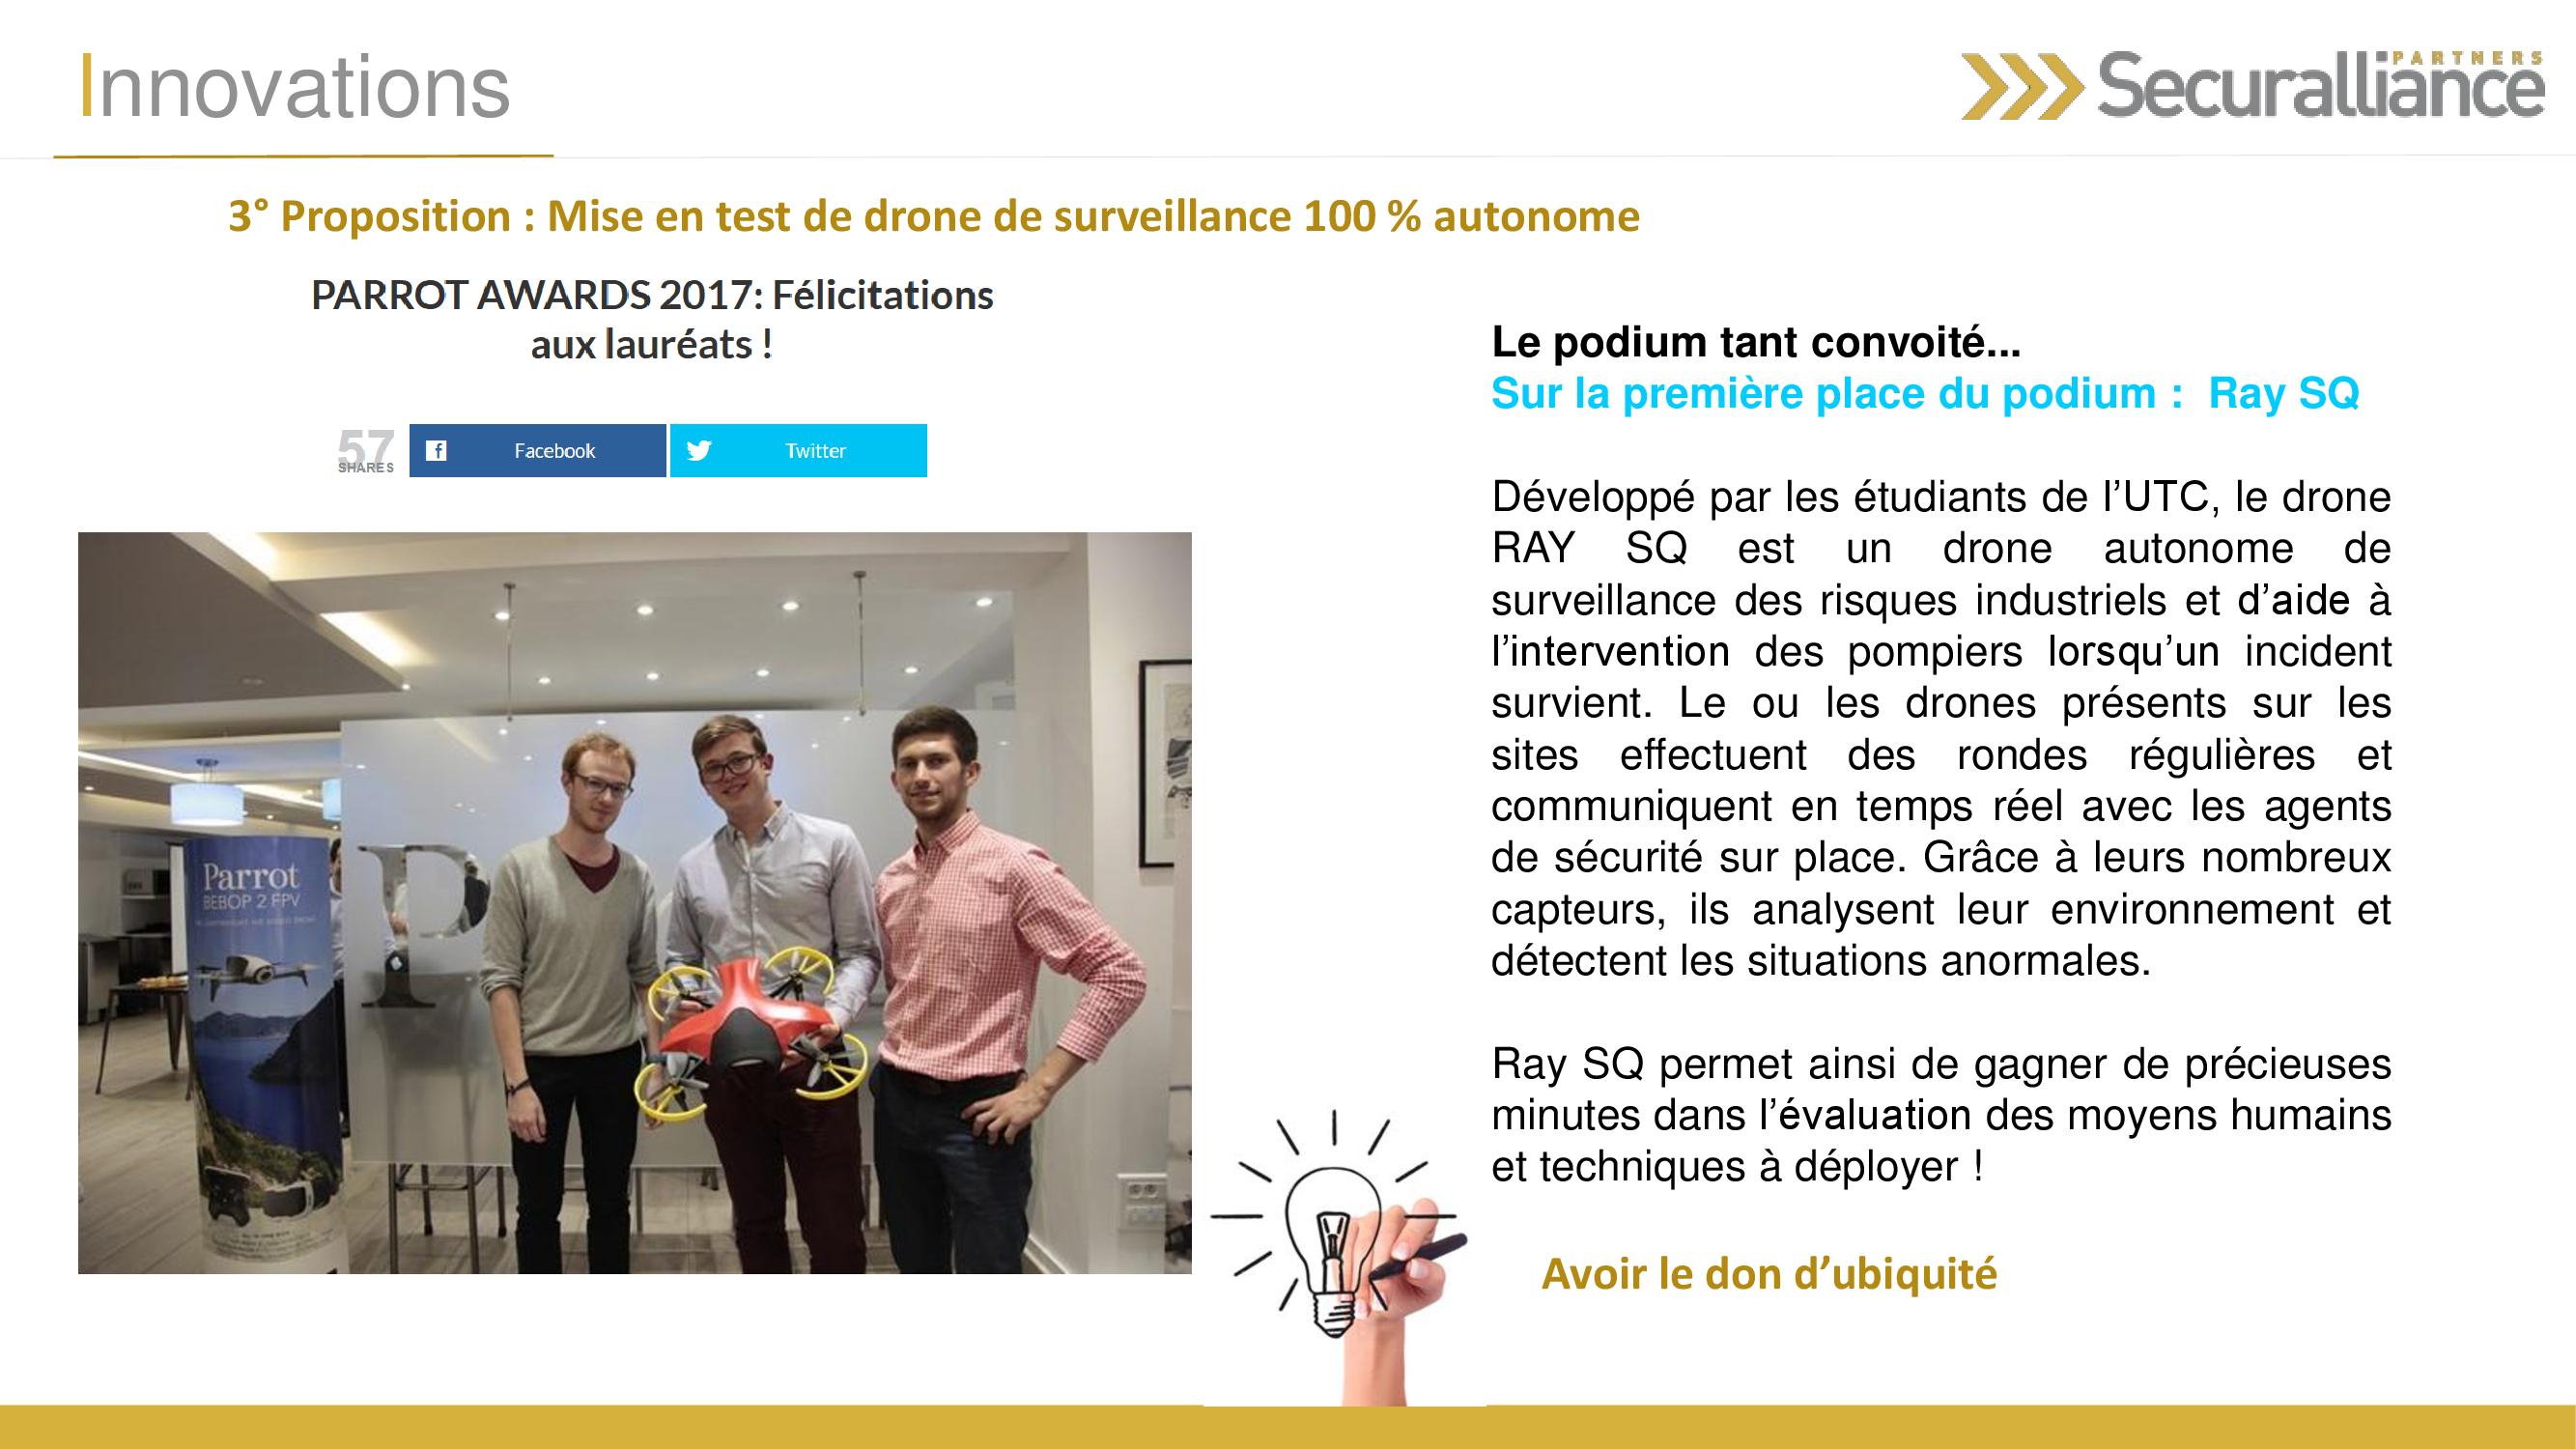 Innovations
PARTNERS
Securalliance
3° Proposition : Mise en test de drone de surveillance 100 % autonome
PARROT AWARDS 2017: Félicitations
aux lauréats !
57
SHARES
Facebook
Twitter
Parrot
BEBOP 2 FPV
P
Le podium tant convoité...
Sur la première place du podium : Ray SQ
Développé par les étudiants de l’UTC, le drone
RAY SQ est un drone autonome de
surveillance des risques industriels et d’aide à
l’intervention des pompiers lorsqu’un incident
survient. Le ou les drones présents sur les
sites effectuent des rondes régulières et
communiquent en temps réel avec les agents
de sécurité sur place. Grâce à leurs nombreux
capteurs, ils analysent leur environnement et
détectent les situations anormales.
Ray SQ permet ainsi de gagner de précieuses
minutes dans l’évaluation des moyens humains
et techniques à déployer !
Avoir le don d’ubiquité